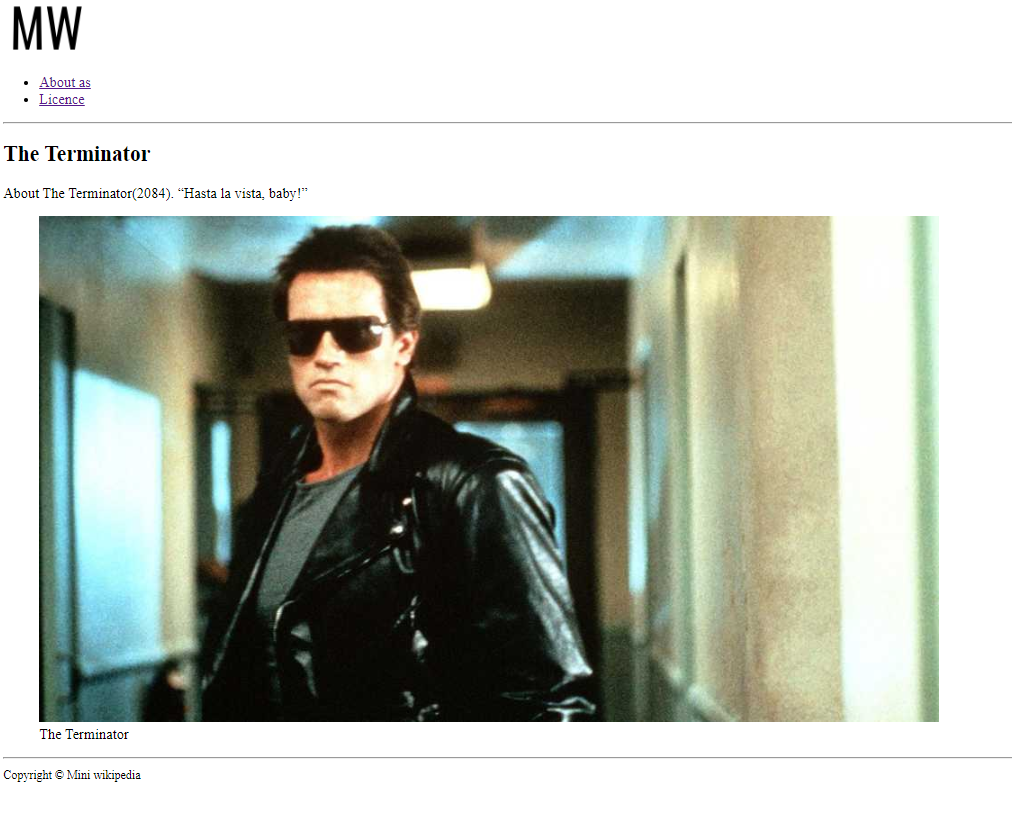 MW
About as
Licence
The Terminator
About The Terminator(2084). “Hasta la vista, baby!”
The Terminator
Copyright © Mini wikipedia